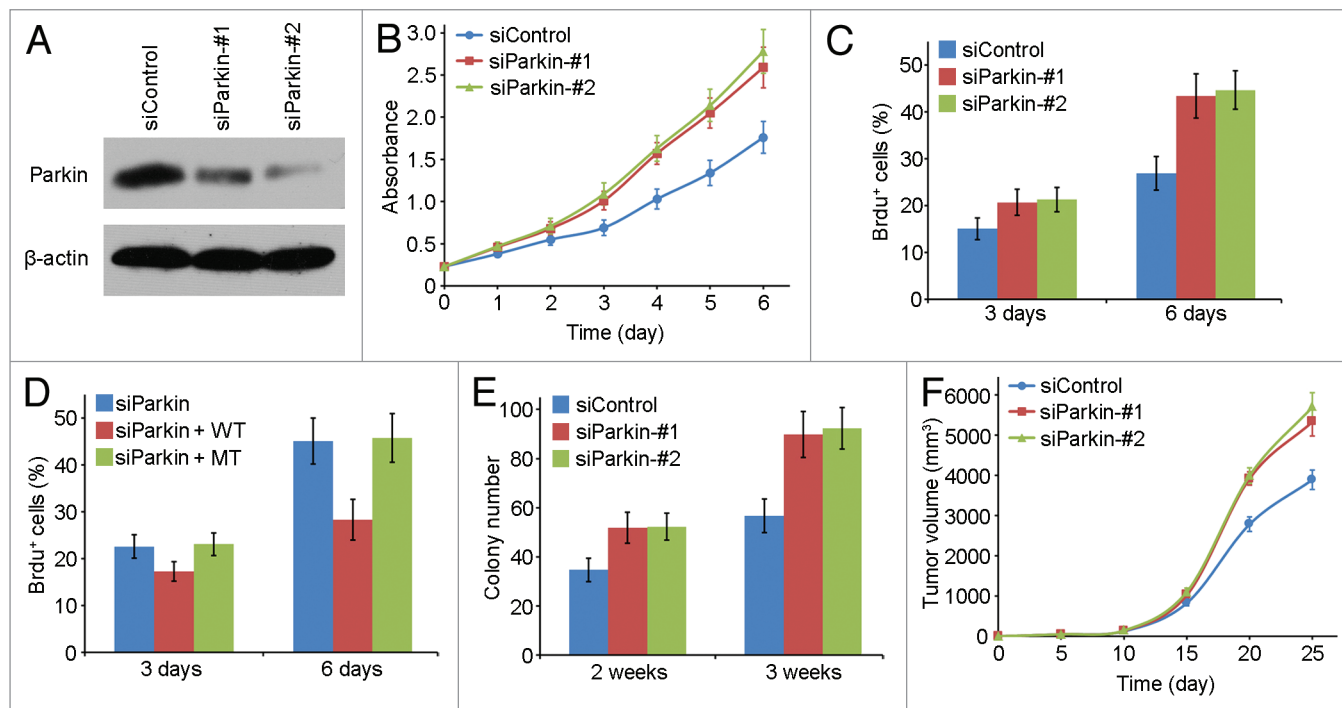 A
siControl
siParkin-#1
siParkin-#2
Parkin
β-actin
B
siControl
siParkin-#1
siParkin-#2
Absorbance
3.0
2.5
2.0
1.5
1.0
0.5
0
0 1 2 3 4 5 6
Time (day)
C
siControl
siParkin-#1
siParkin-#2
Brdu⁺ cells (%)
50
40
30
20
10
0
3 days 6 days
D
siParkin
siParkin + WT
siParkin + MT
Brdu⁺ cells (%)
50
40
30
20
10
0
3 days 6 days
E
siControl
siParkin-#1
siParkin-#2
Colony number
100
80
60
40
20
0
2 weeks 3 weeks
F
siControl
siParkin-#1
siParkin-#2
Tumor volume (mm³)
6000
5000
4000
3000
2000
1000
0
0 5 10 15 20 25
Time (day)